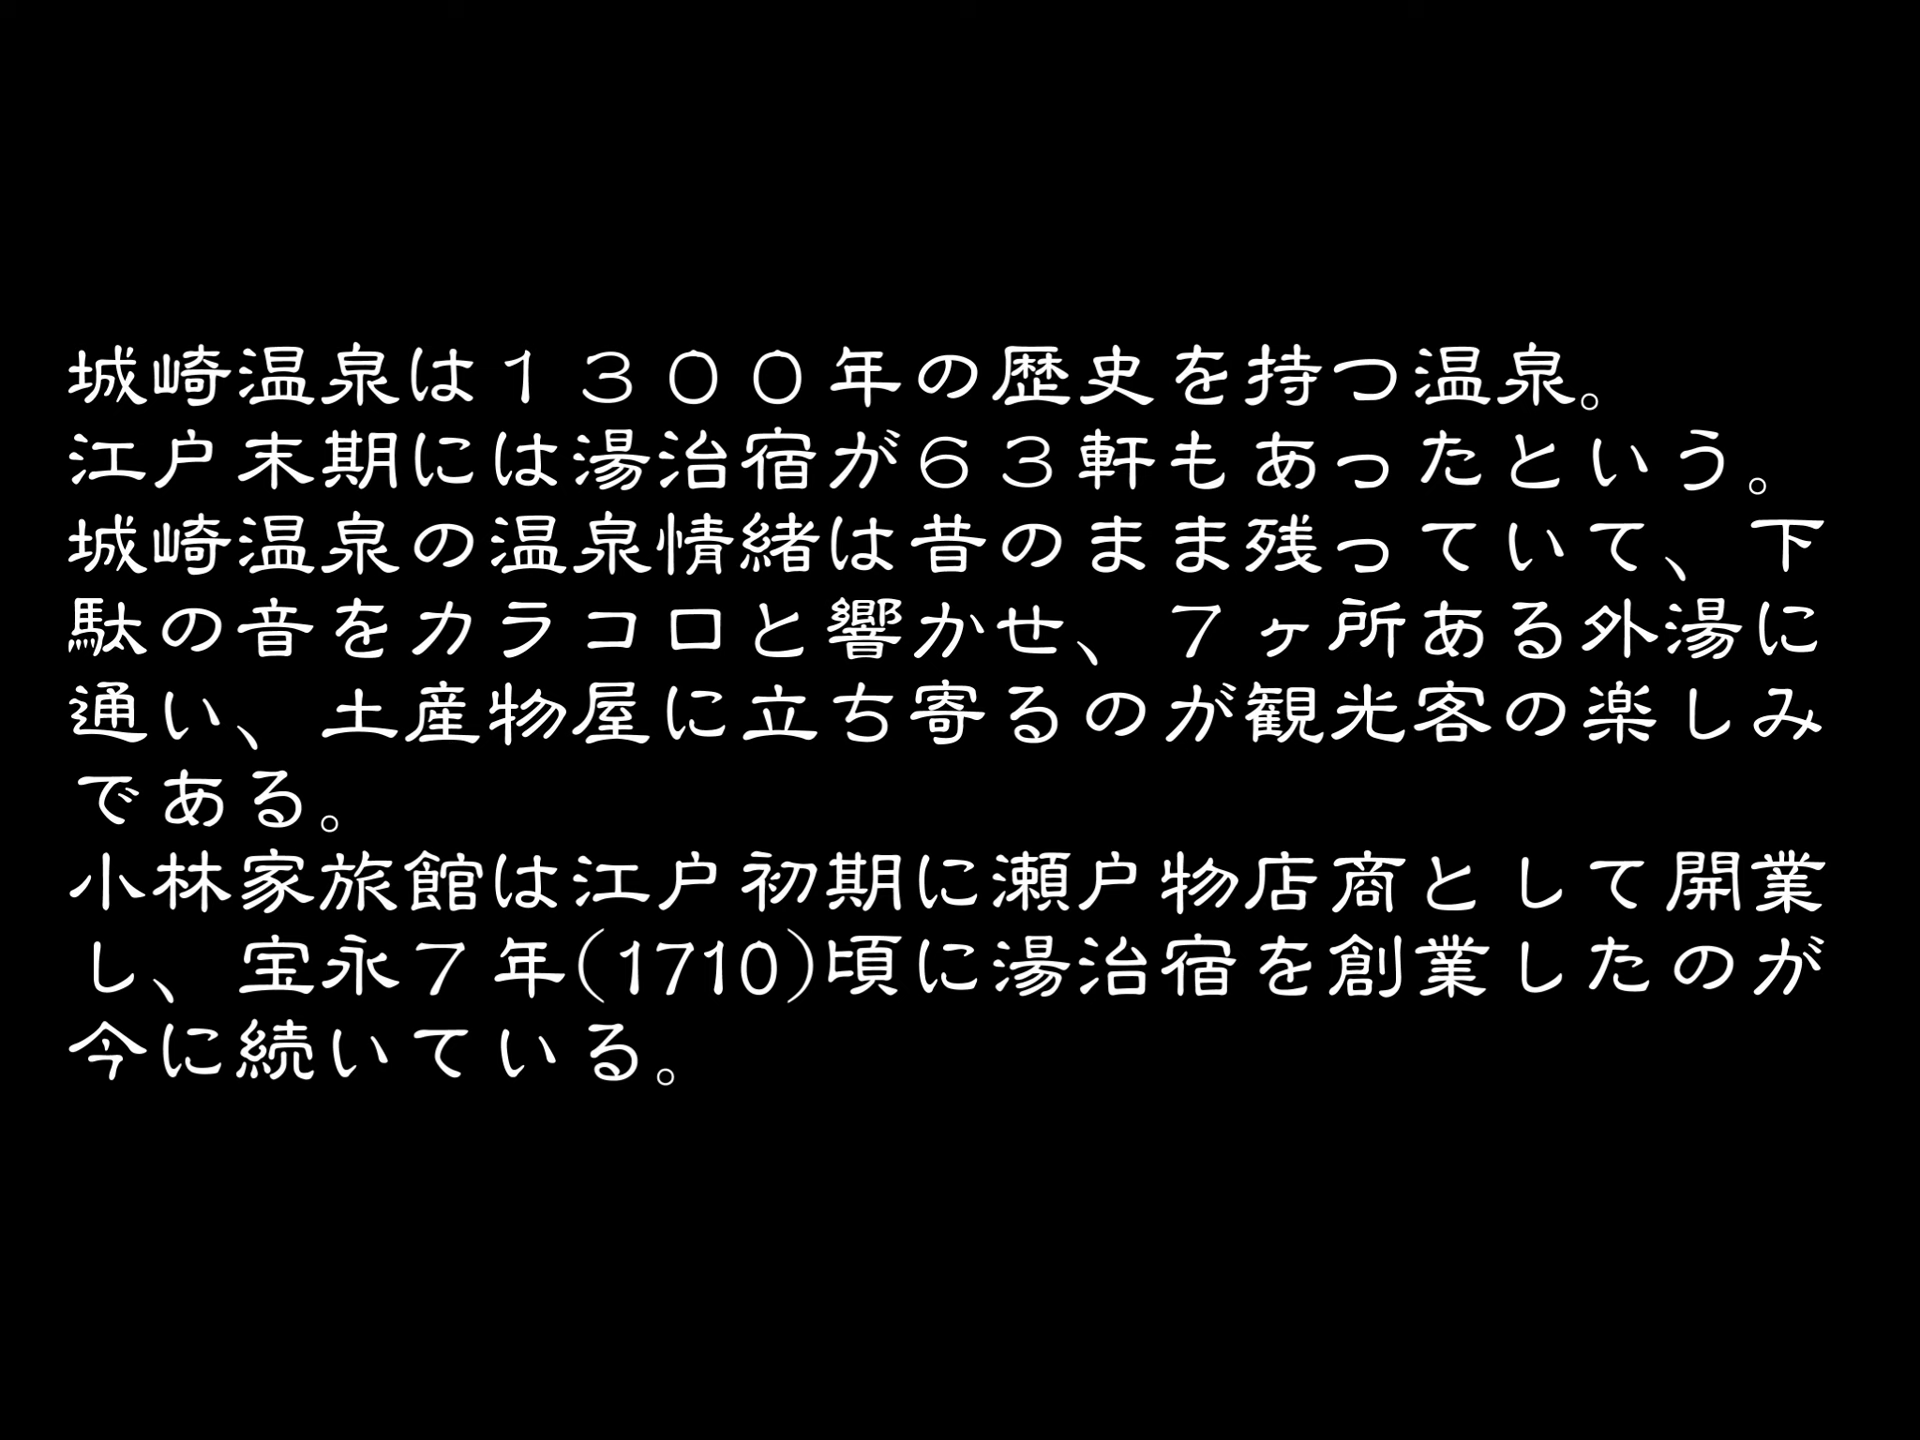 城崎温泉は１３００年の歴史を持つ温泉。
江戸末期には湯治宿が６３軒もあったという。
城崎温泉の温泉情緒は昔のまま残っていて、下
駄の音をカラコロと響かせ、７ヶ所ある外湯に
通い、土産物屋に立ち寄るのが観光客の楽しみ
である。
小林家旅館は江戸初期に瀬戸物店商として開業
し、宝永７年(1710)頃に湯治宿を創業したのが
今に続いている。